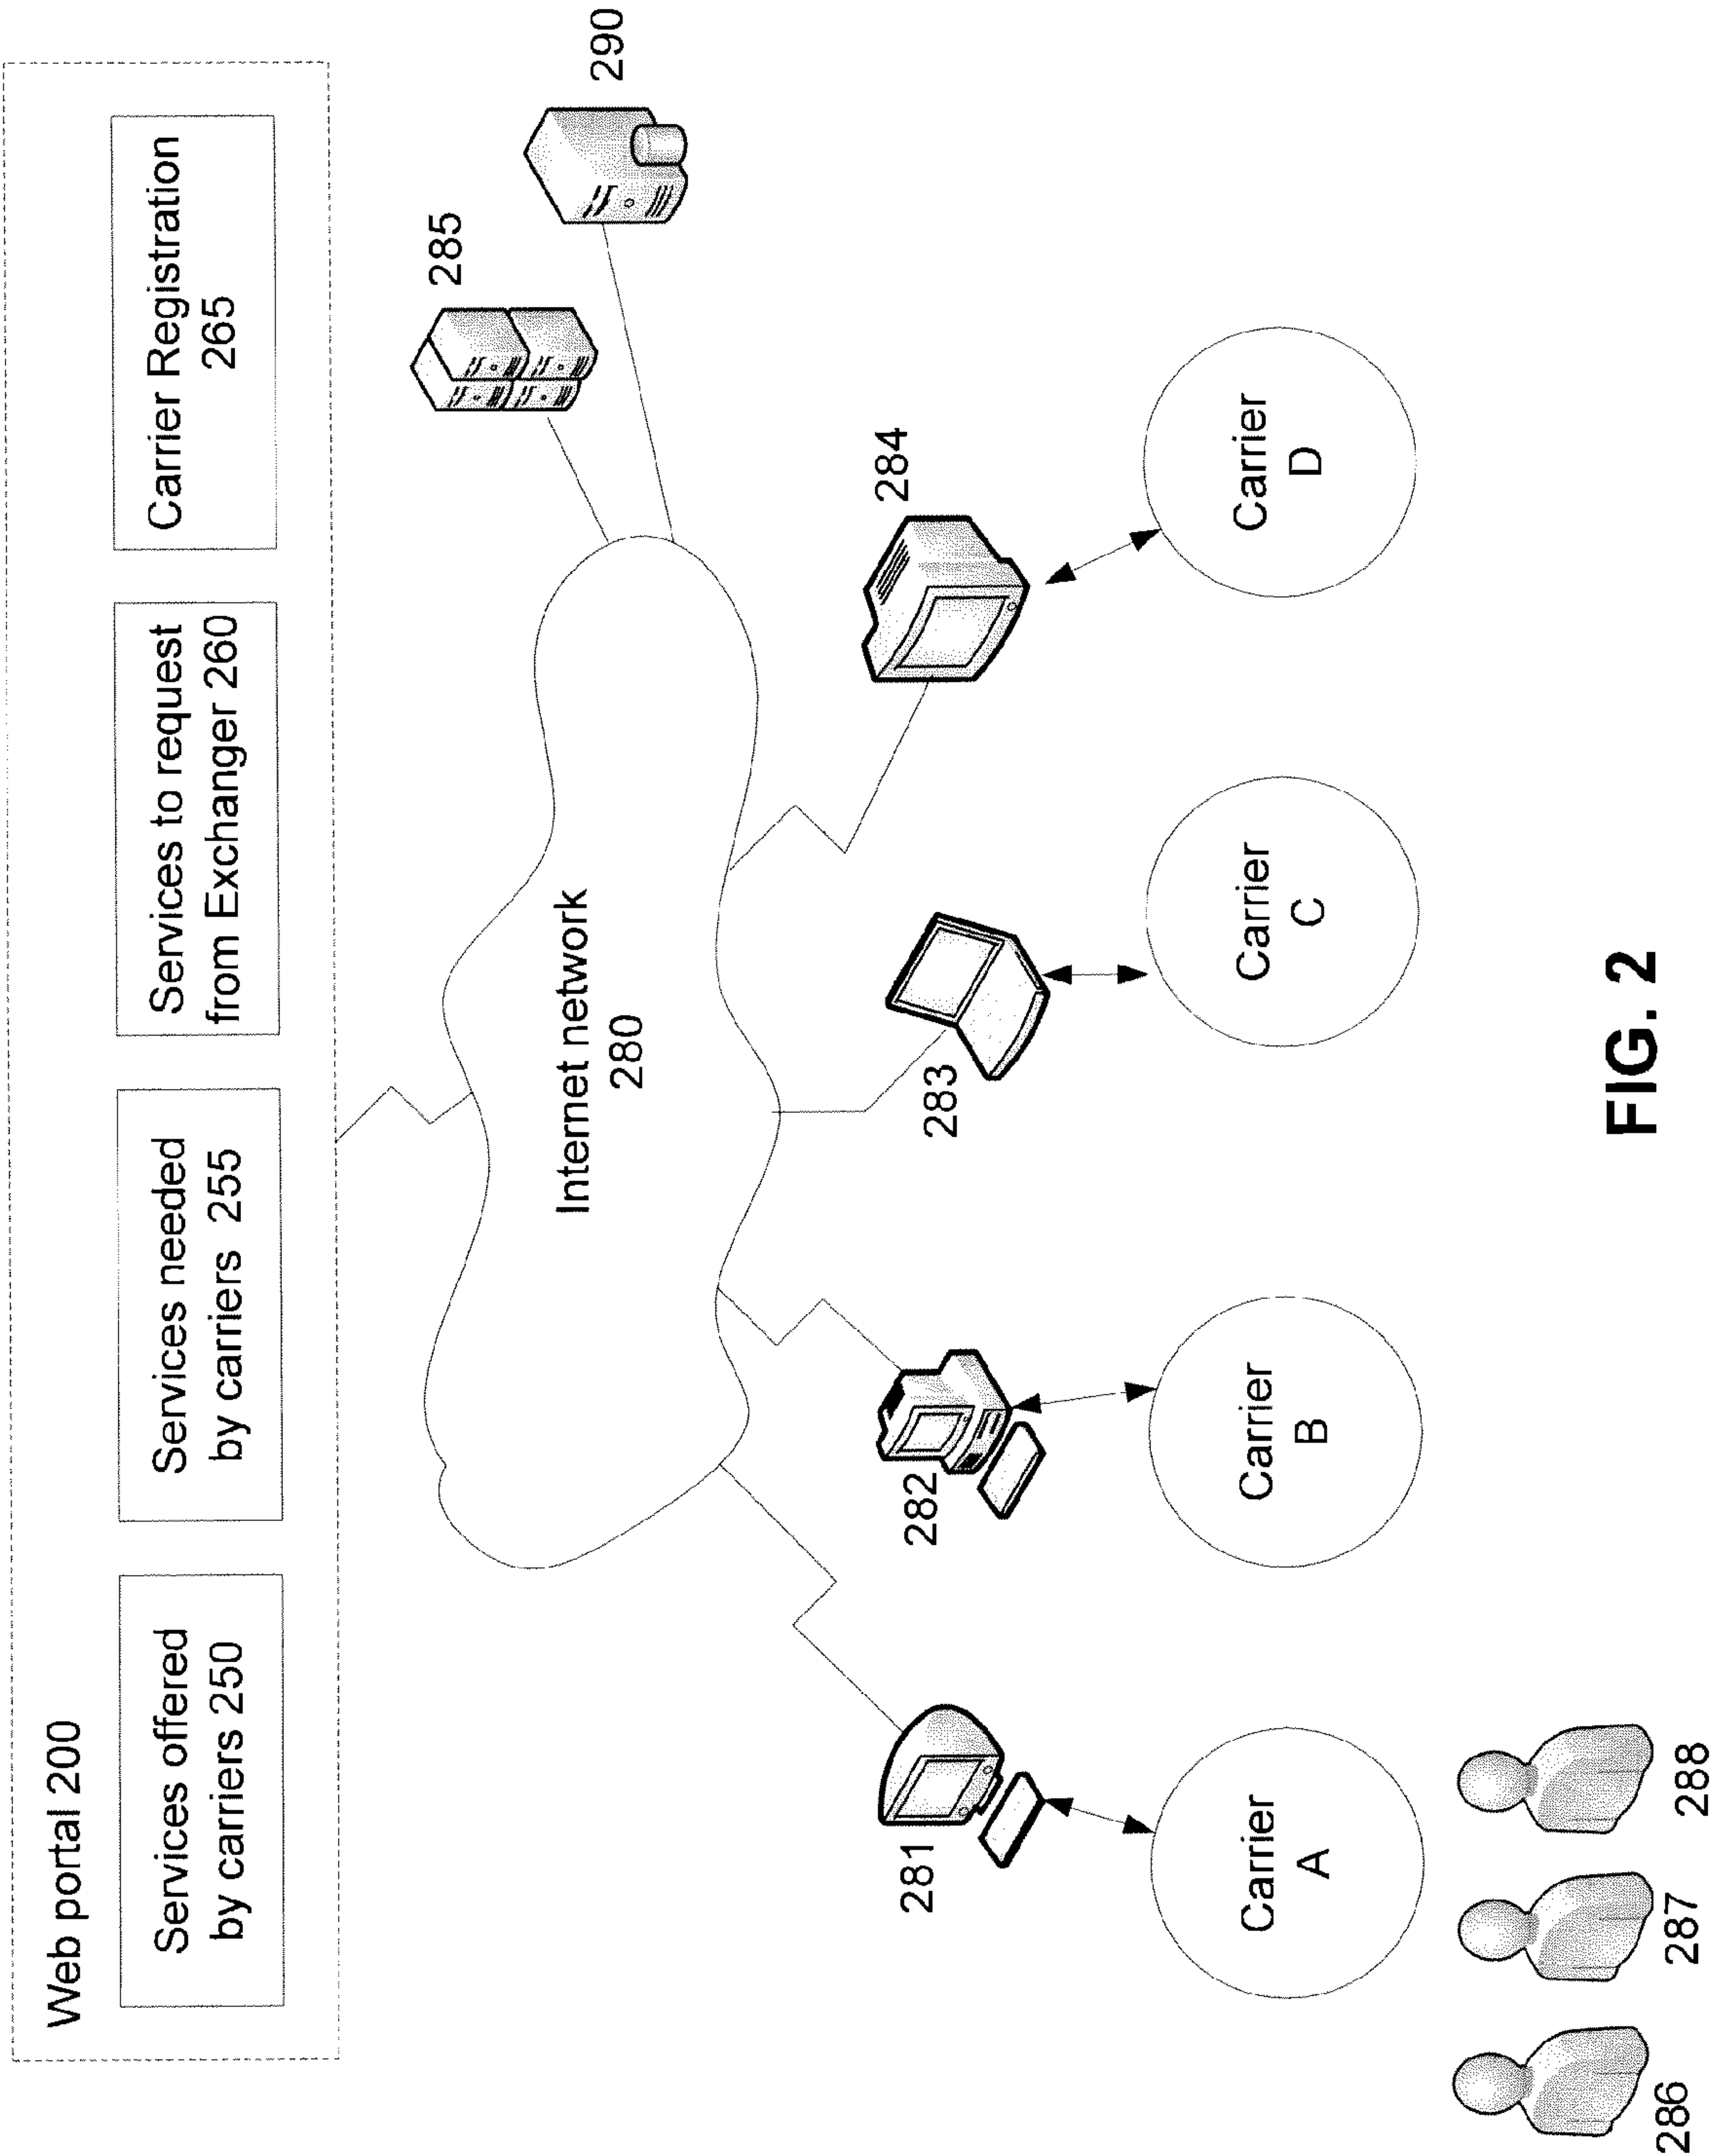 Web portal 200
Services offered
by carriers 250
Services needed
by carriers 255
Services to request
from Exchanger 260
Carrier Registration
265
285
290
Internet network
280
281
282
283
284
Carrier
A
Carrier
B
Carrier
C
Carrier
D
286
287
288
FIG. 2